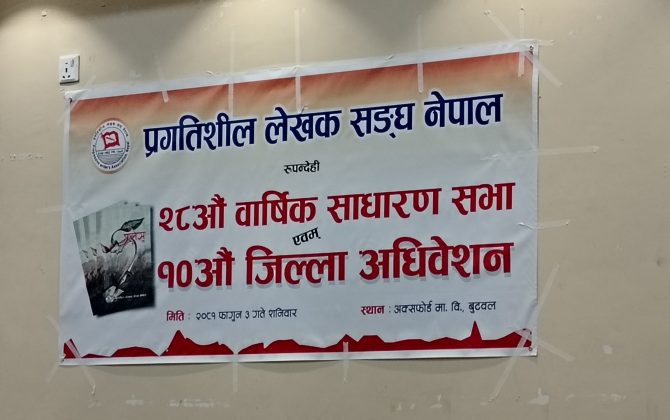 प्रगतिशील लेखक सङ्घ नेपाल
रुपन्देही
२८औं वार्षिक साधारण सभा
एवम्
१०औं जिल्ला अधिवेशन
मिति : २०८१ फागुन ३ गते शनिवार
स्थान : अक्सफोर्ड मा. वि., बुटवल